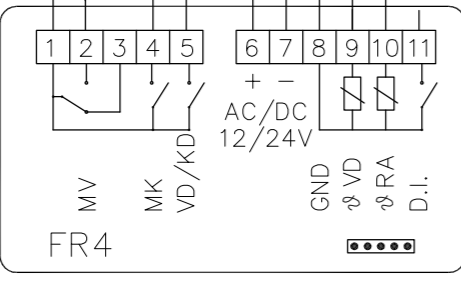 1 2 3 4 5 6 7 8 9 10 11
+ −
AC/DC
12/24V
MV
MK
VD/KD
GND
ϑ VD
ϑ RA
D.I.
FR4